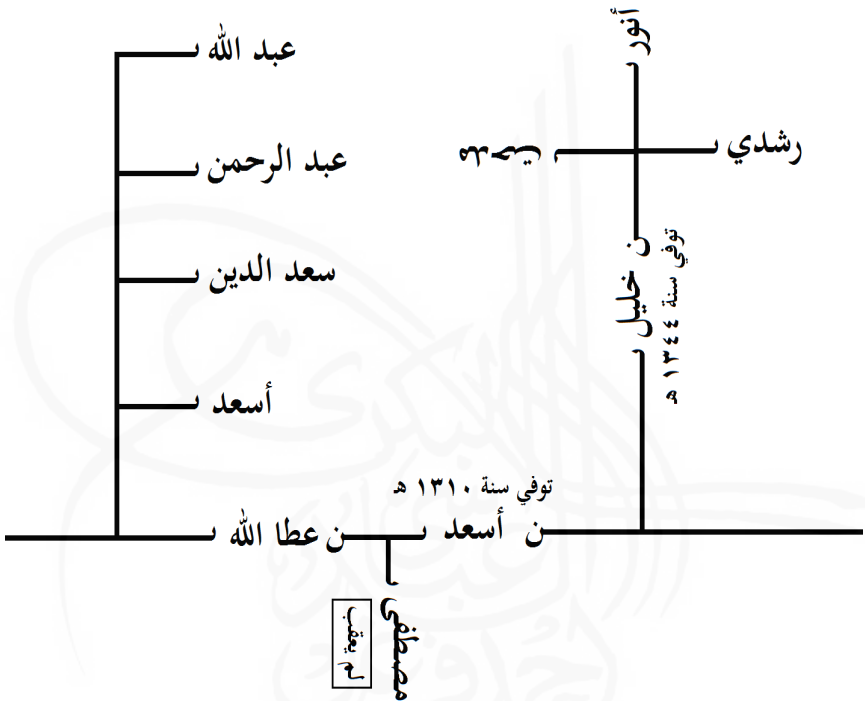 أنور
رشدي
مدحت
ن خليل
توفي سنة ١٣٤٤ هـ
عبد الله
عبد الرحمن
سعد الدين
أسعد
توفي سنة ١٣١٠ هـ
ن أسعد
ن عطا الله
مصطفى
لم يعقب